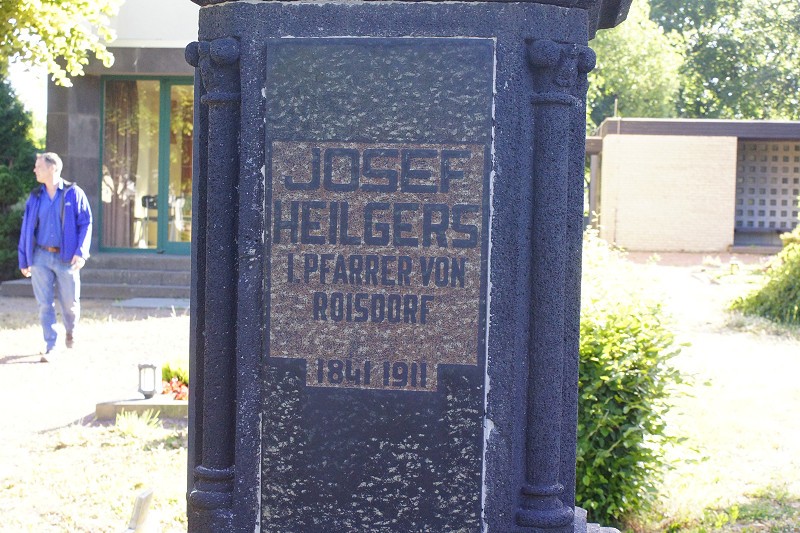 JOSEF
HEILGERS
I. PFARRER VON
ROISDORF
1841 1911